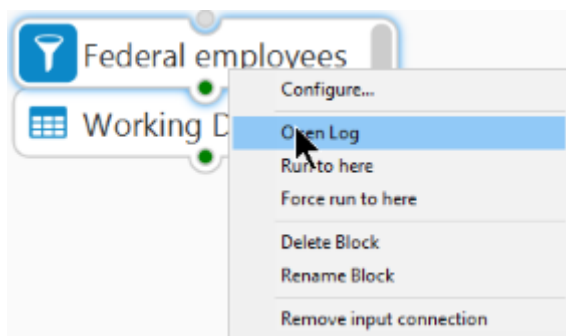 Federal employees
Working D
Configure...
Open Log
Run to here
Force run to here
Delete Block
Rename Block
Remove input connection